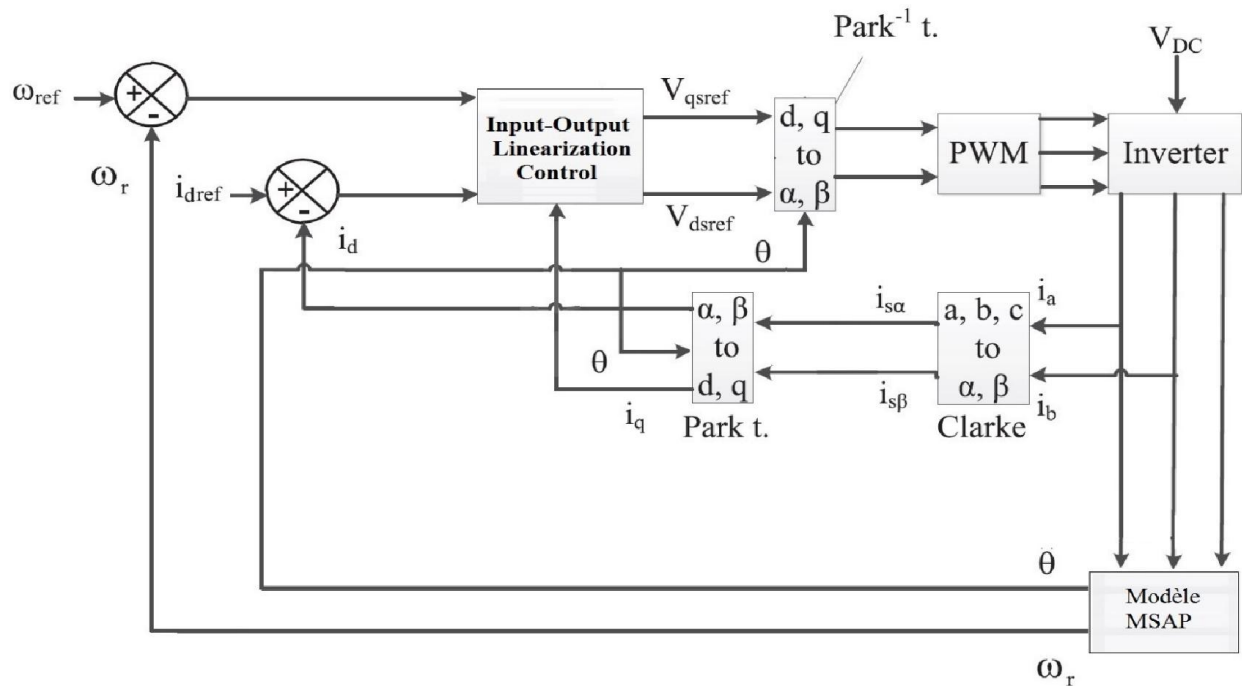 Park⁻¹ t.
V_DC
ω_ref
+
-
V_qsref
Input-Output
Linearization
Control
d, q
to
α, β
PWM
Inverter
ω_r
i_dref
+
-
V_dsref
i_d
θ
i_sα
i_a
α, β
to
d, q
a, b, c
to
α, β
θ
i_sβ
i_b
i_q
Park t.
Clarke
θ
Modèle
MSAP
ω_r